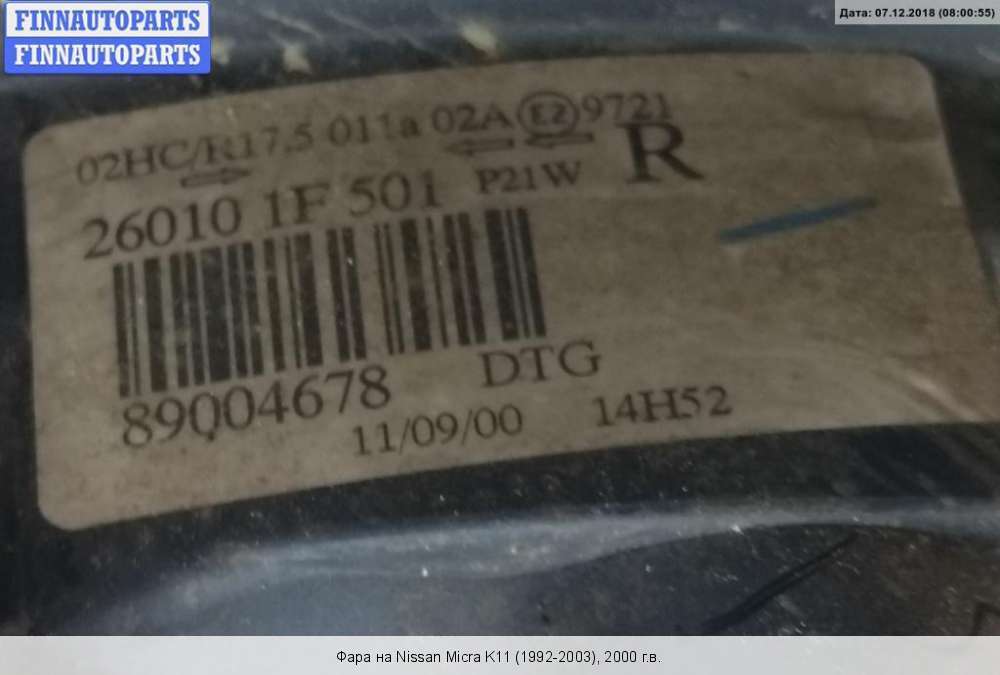 FINNAUTOPARTS
FINNAUTOPARTS
Дата: 07.12.2018 (08:00:55)
02HC/R17.5 011a 02A E2 9721
26010 1F 501 P21W R
89004678 DTG
11/09/00 14H52
Фара на Nissan Micra K11 (1992-2003), 2000 г.в.